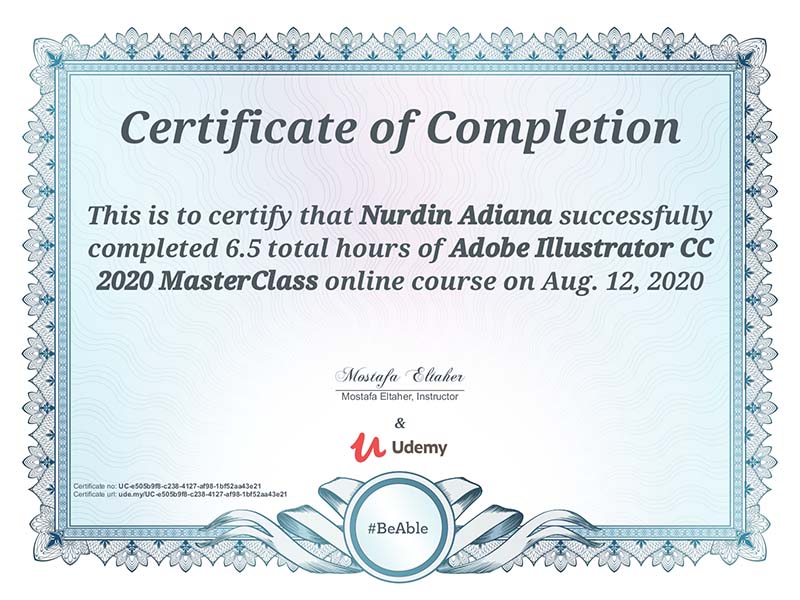 Certificate of Completion
This is to certify that Nurdin Adiana successfully
completed 6.5 total hours of Adobe Illustrator CC
2020 MasterClass online course on Aug. 12, 2020
Mostafa Eltaher
Mostafa Eltaher, Instructor
&
Udemy
Certificate no: UC-e505b9f8-c238-4127-af98-1bf52aa43e21
Certificate url: ude.my/UC-e505b9f8-c238-4127-af98-1bf52aa43e21
#BeAble